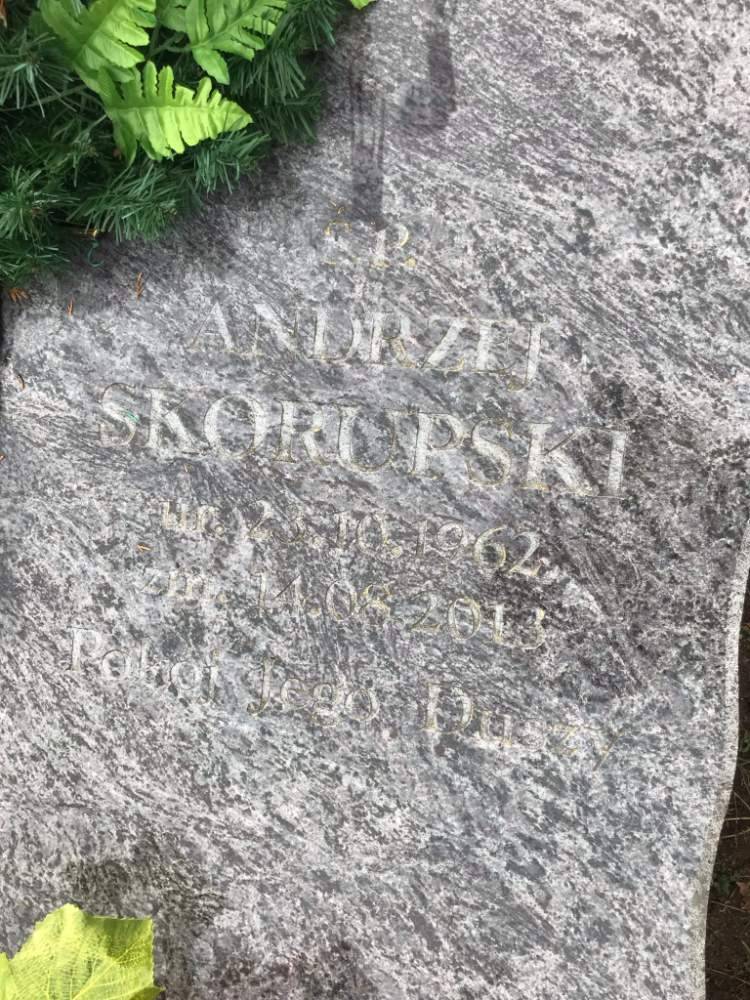 Ś.P.
ANDRZEJ
SKORUPSKI
ur. 23.10.1962
zm. 14.08.2013
Pokój Jego Duszy